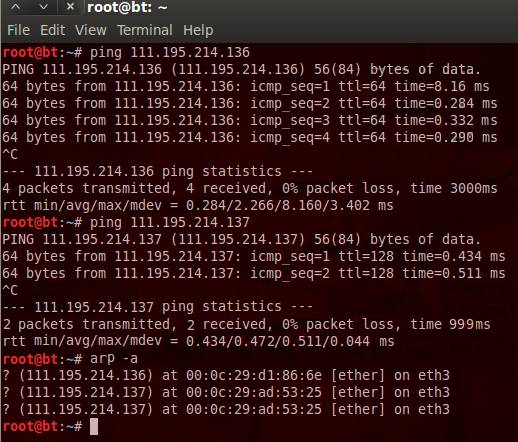 root@bt: ~
File Edit View Terminal Help
root@bt:~# ping 111.195.214.136
PING 111.195.214.136 (111.195.214.136) 56(84) bytes of data.
64 bytes from 111.195.214.136: icmp_seq=1 ttl=64 time=8.16 ms
64 bytes from 111.195.214.136: icmp_seq=2 ttl=64 time=0.284 ms
64 bytes from 111.195.214.136: icmp_seq=3 ttl=64 time=0.332 ms
64 bytes from 111.195.214.136: icmp_seq=4 ttl=64 time=0.290 ms
^C
--- 111.195.214.136 ping statistics ---
4 packets transmitted, 4 received, 0% packet loss, time 3000ms
rtt min/avg/max/mdev = 0.284/2.266/8.160/3.402 ms
root@bt:~# ping 111.195.214.137
PING 111.195.214.137 (111.195.214.137) 56(84) bytes of data.
64 bytes from 111.195.214.137: icmp_seq=1 ttl=128 time=0.434 ms
64 bytes from 111.195.214.137: icmp_seq=2 ttl=128 time=0.511 ms
^C
--- 111.195.214.137 ping statistics ---
2 packets transmitted, 2 received, 0% packet loss, time 999ms
rtt min/avg/max/mdev = 0.434/0.472/0.511/0.044 ms
root@bt:~# arp -a
? (111.195.214.136) at 00:0c:29:d1:86:6e [ether] on eth3
? (111.195.214.137) at 00:0c:29:ad:53:25 [ether] on eth3
? (111.195.214.137) at 00:0c:29:ad:53:25 [ether] on eth3
root@bt:~#